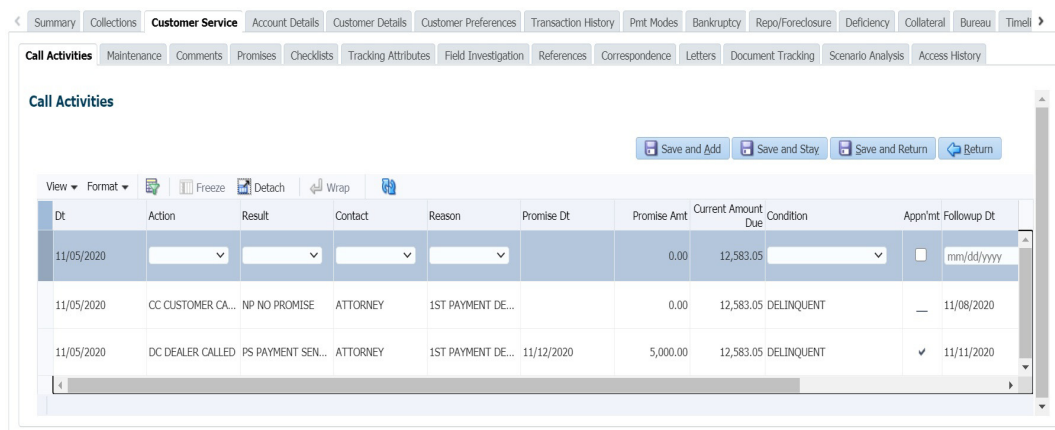 Summary Collections Customer Service Account Details Customer Details Customer Preferences Transaction History Pmt Modes Bankruptcy Repo/Foreclosure Deficiency Collateral Bureau Timeli
Call Activities Maintenance Comments Promises Checklists Tracking Attributes Field Investigation References Correspondence Letters Document Tracking Scenario Analysis Access History
Call Activities
Save and Add Save and Stay Save and Return Return
View Format Freeze Detach Wrap
Dt Action Result Contact Reason Promise Dt Promise Amt Current Amount Due Condition Appn'mt Followup Dt
11/05/2020 0.00 12,583.05 mm/dd/yyyy
11/05/2020 CC CUSTOMER CA... NP NO PROMISE ATTORNEY 1ST PAYMENT DE... 0.00 12,583.05 DELINQUENT 11/08/2020
11/05/2020 DC DEALER CALLED PS PAYMENT SEN... ATTORNEY 1ST PAYMENT DE... 11/12/2020 5,000.00 12,583.05 DELINQUENT 11/11/2020